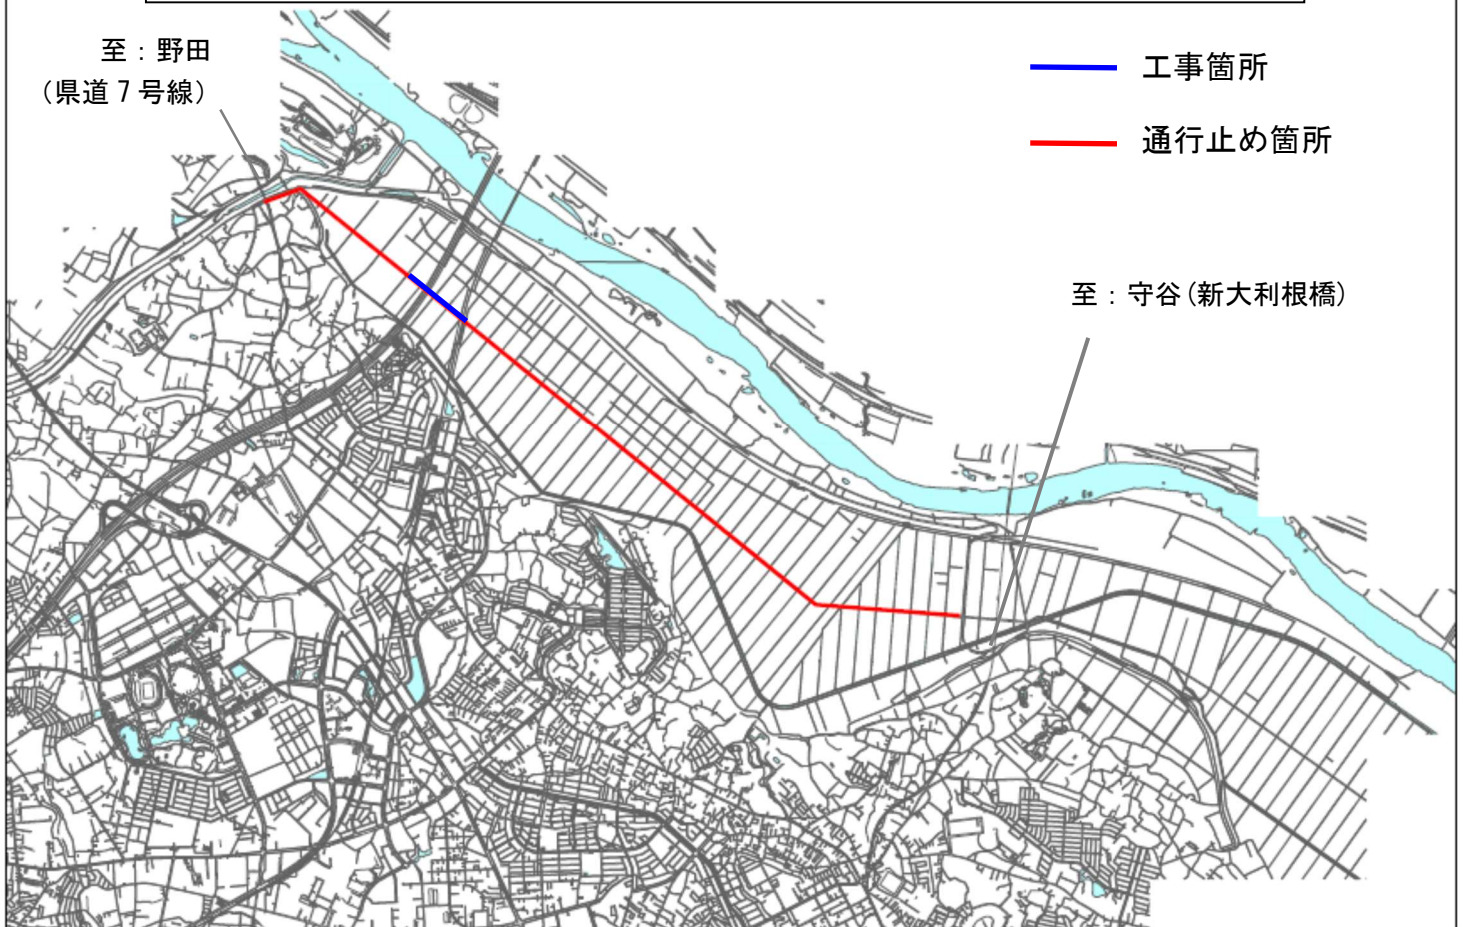 至：野田
（県道７号線）
工事箇所
通行止め箇所
至：守谷(新大利根橋)